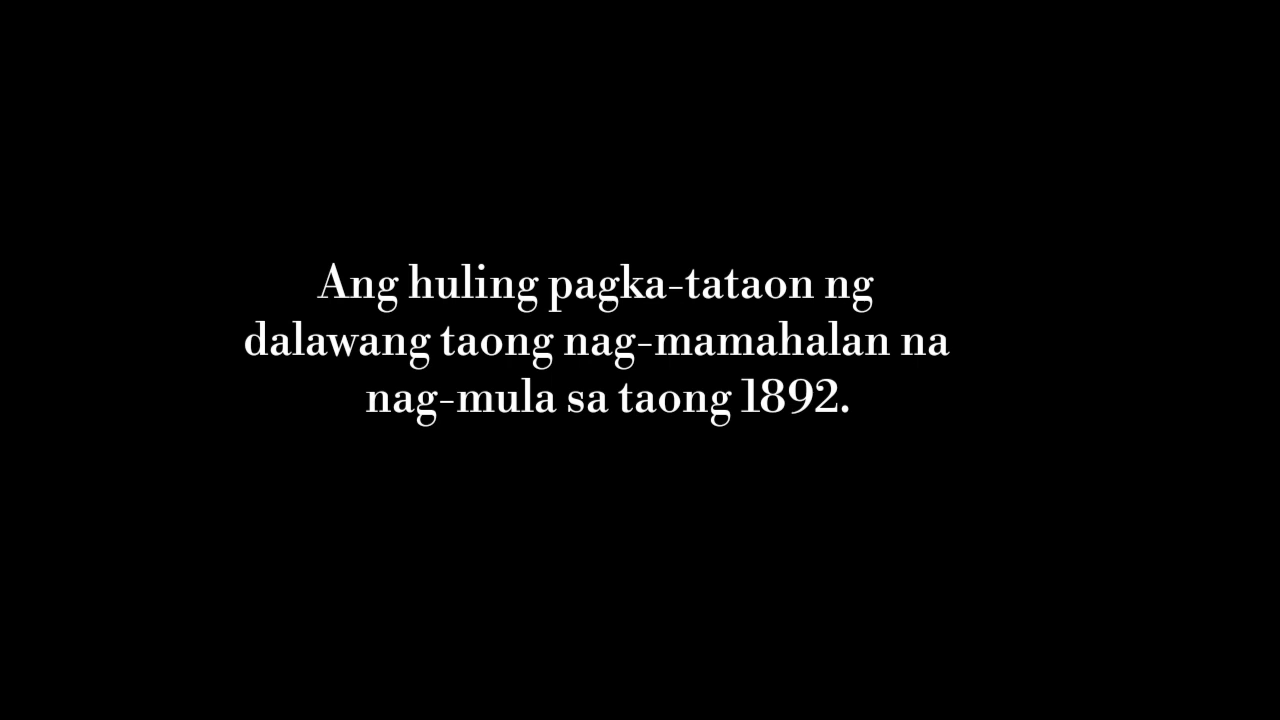 Ang huling pagka-tataon ng
dalawang taong nag-mamahalan na
nag-mula sa taong 1892.